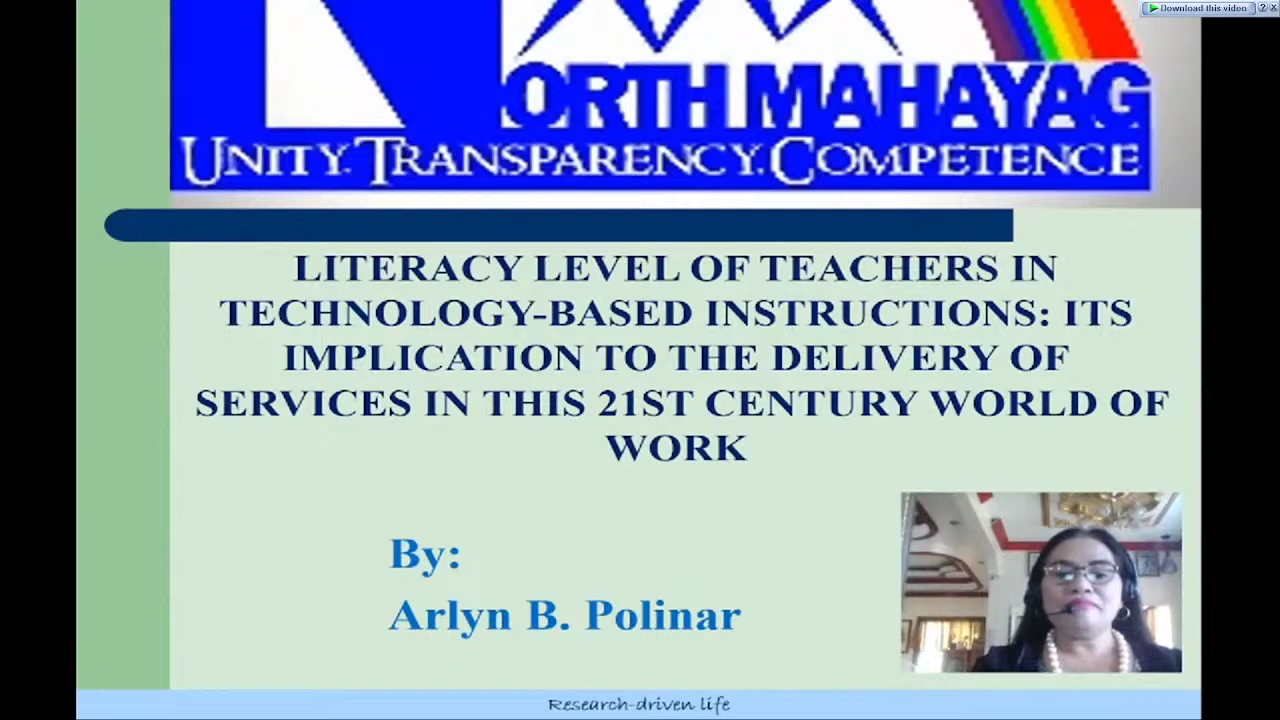 Download this video
ORTH MAHAYAG
UNITY. TRANSPARENCY. COMPETENCE
LITERACY LEVEL OF TEACHERS IN
TECHNOLOGY-BASED INSTRUCTIONS: ITS
IMPLICATION TO THE DELIVERY OF
SERVICES IN THIS 21ST CENTURY WORLD OF
WORK
By:
Arlyn B. Polinar
Research-driven life